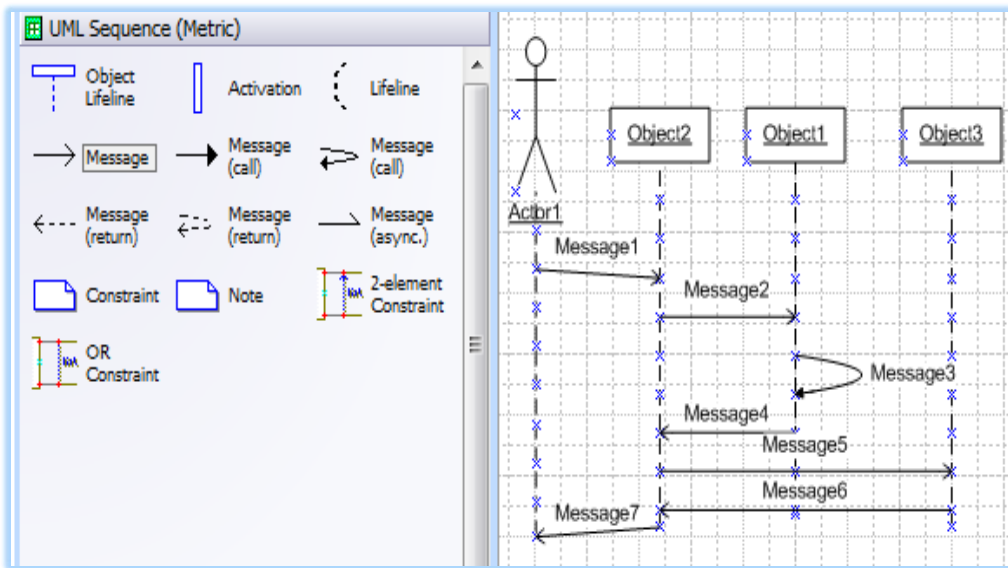 UML Sequence (Metric)
Object
Lifeline
Activation
Lifeline
Message
Message
(call)
Message
(call)
Message
(return)
Message
(return)
Message
(async.)
Constraint
Note
2-element
Constraint
OR
Constraint
Object2
Object1
Object3
Actor1
Message1
Message2
Message3
Message4
Message5
Message6
Message7